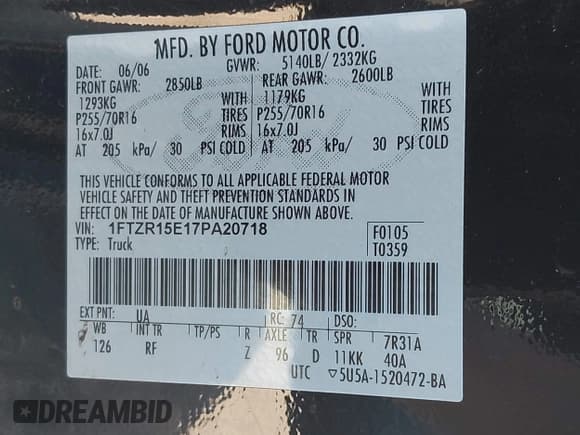 MFD. BY FORD MOTOR CO.
DATE: 06/06 GVWR: 5140LB/ 2332KG
FRONT GAWR: 2850LB REAR GAWR: 2600LB
1293KG WITH 1179KG WITH
P255/70R16 TIRES P255/70R16 TIRES
16x7.0J RIMS 16x7.0J RIMS
AT 205 kPa/ 30 PSI COLD AT 205 kPa/ 30 PSI COLD
THIS VEHICLE CONFORMS TO ALL APPLICABLE FEDERAL MOTOR
VEHICLE SAFETY AND THEFT PREVENTION STANDARDS IN
EFFECT ON THE DATE OF MANUFACTURE SHOWN ABOVE.
VIN: 1FTZR15E17PA20718 F0105
TYPE: Truck T0359
EXT PNT: UA RC: 74 DSO:
WB INT TR TP/PS R AXLE TR SPR 7R31A
126 RF Z 96 D 11KK 40A
UTC ▽5U5A-1520472-BA
DREAMBID